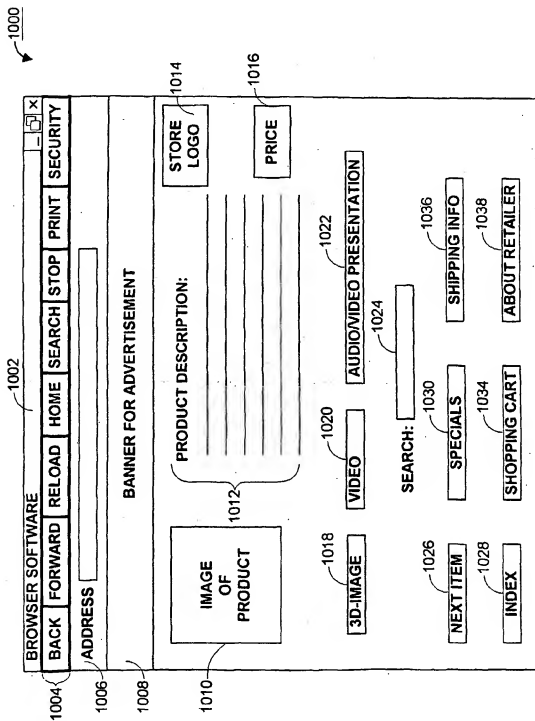 1000
1002
BROWSER SOFTWARE
BACK FORWARD RELOAD HOME SEARCH STOP PRINT SECURITY
1004
ADDRESS
1006
BANNER FOR ADVERTISEMENT
1008
IMAGE
OF
PRODUCT
1010
PRODUCT DESCRIPTION:
1012
STORE
LOGO
1014
PRICE
1016
3D-IMAGE
1018
VIDEO
1020
AUDIO/VIDEO PRESENTATION
1022
SEARCH:
1024
NEXT ITEM
1026
SPECIALS
1030
SHIPPING INFO
1036
INDEX
1028
SHOPPING CART
1034
ABOUT RETAILER
1038